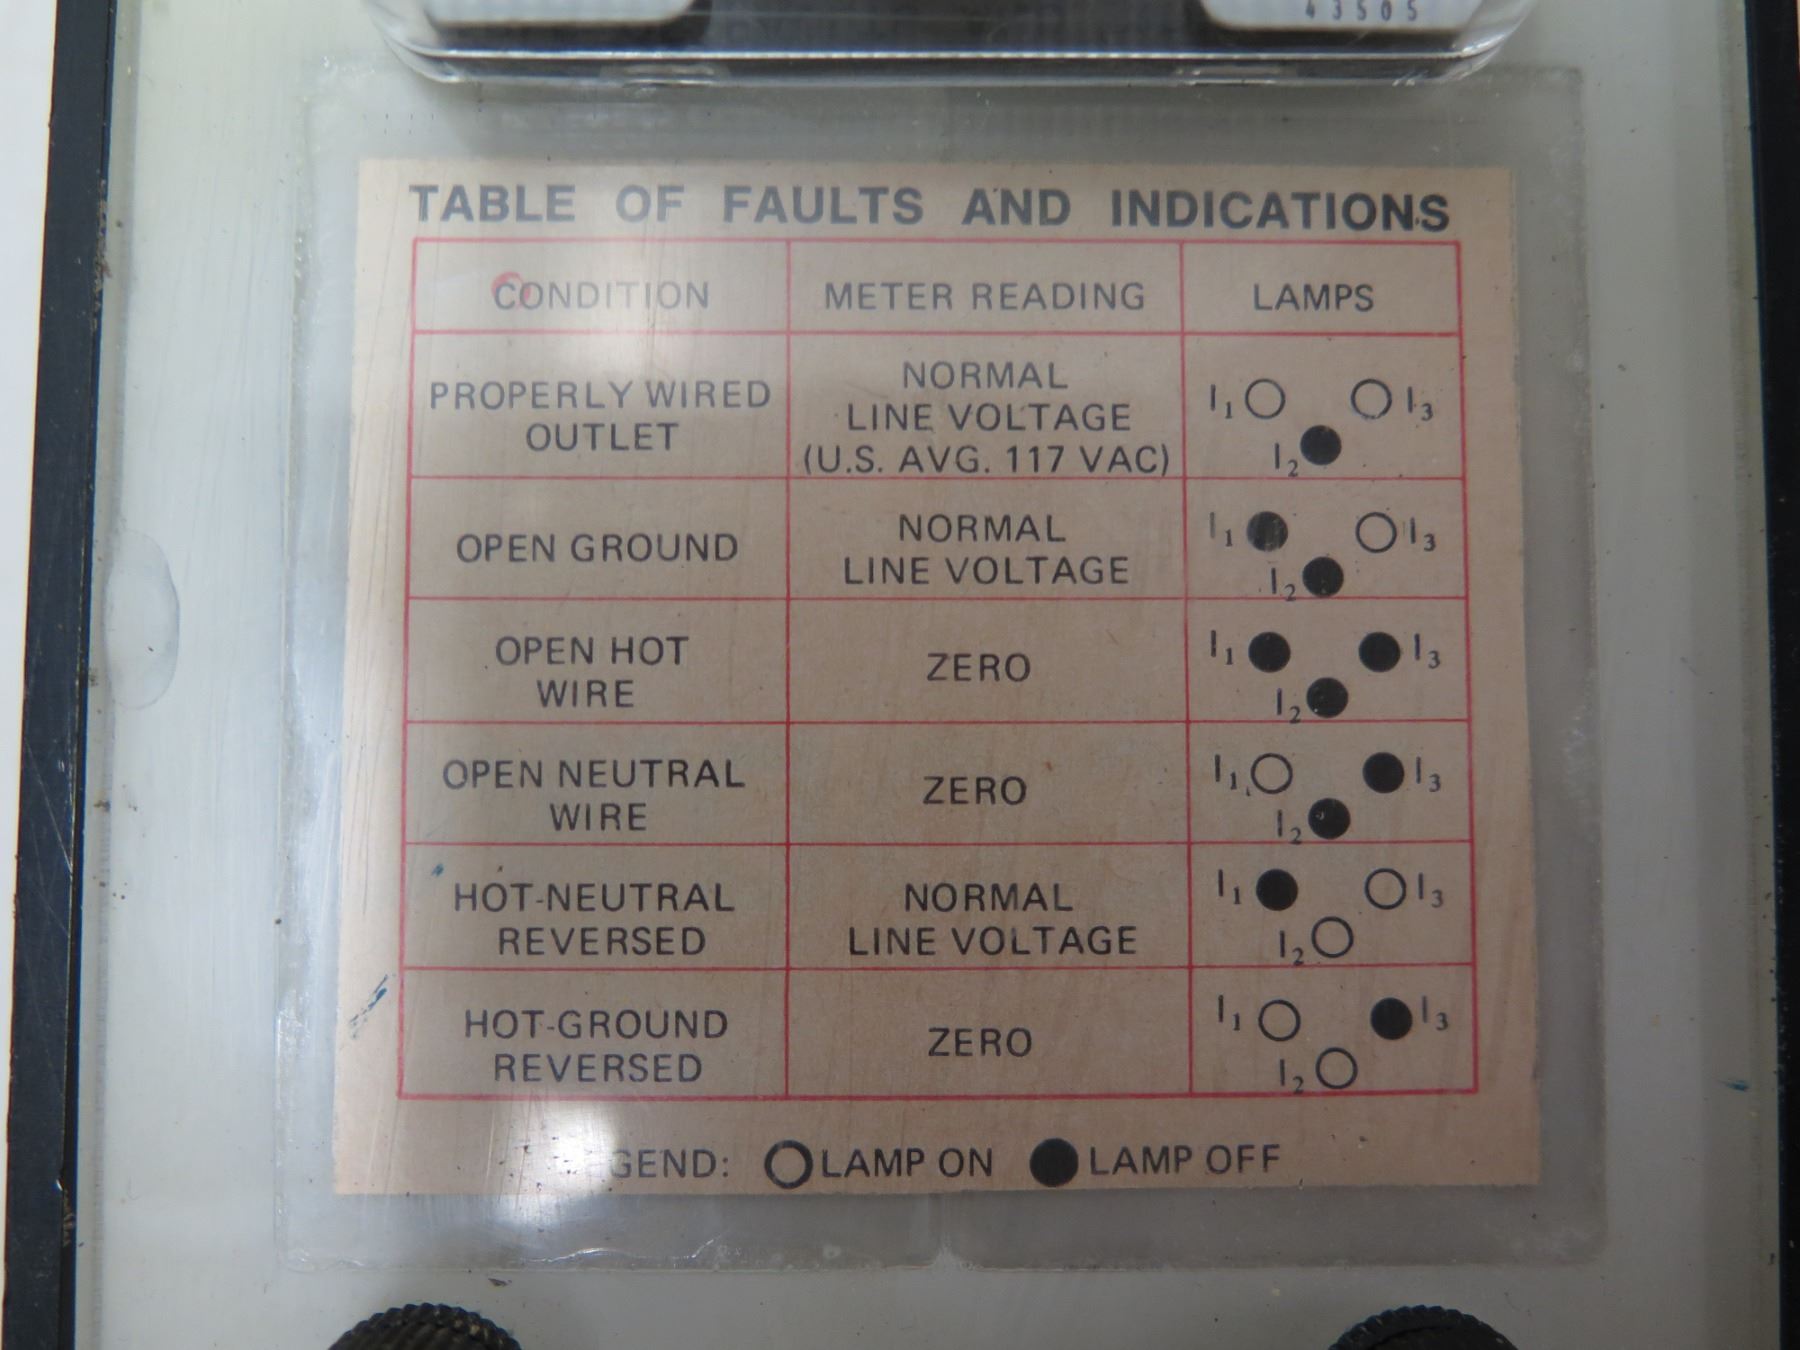 43505
TABLE OF FAULTS AND INDICATIONS
CONDITION METER READING LAMPS
PROPERLY WIRED
OUTLET
NORMAL
LINE VOLTAGE
(U.S. AVG. 117 VAC)
I1 I3
I2
OPEN GROUND
NORMAL
LINE VOLTAGE
I1 I3
I2
OPEN HOT
WIRE
ZERO
I1 I3
I2
OPEN NEUTRAL
WIRE
ZERO
I1 I3
I2
HOT-NEUTRAL
REVERSED
NORMAL
LINE VOLTAGE
I1 I3
I2
HOT-GROUND
REVERSED
ZERO
I1 I3
I2
GEND: LAMP ON LAMP OFF